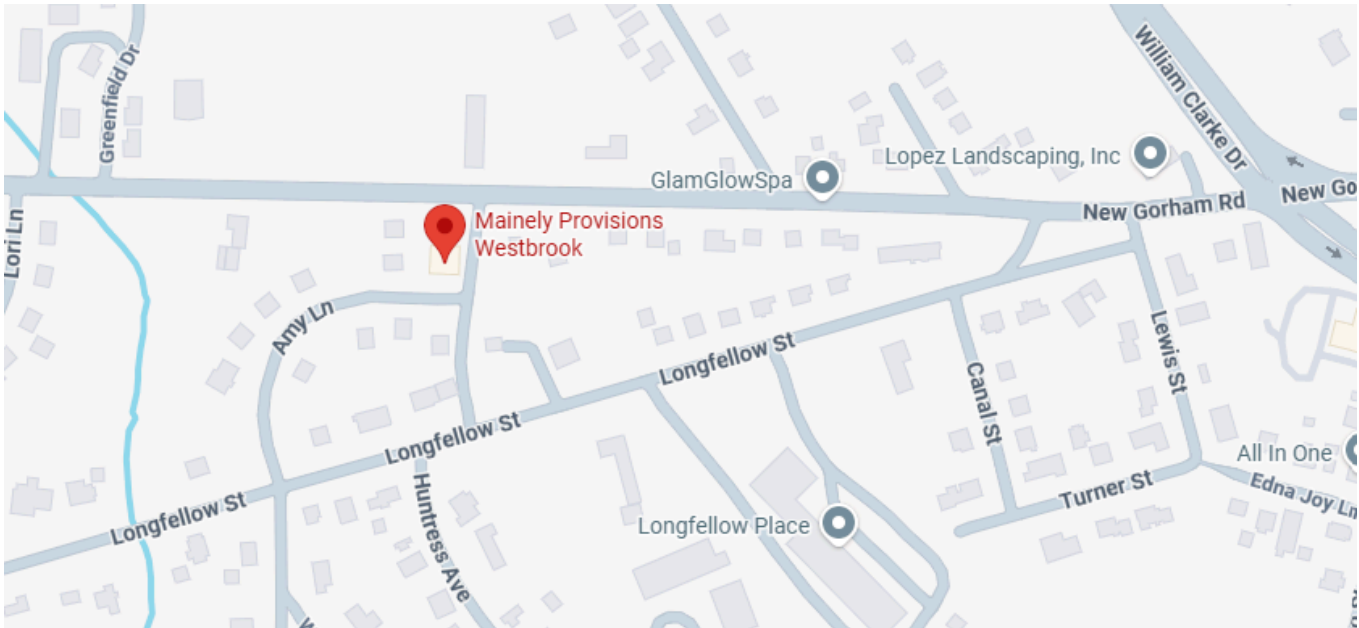 William Clarke Dr
Greenfield Dr
Lopez Landscaping, Inc
GlamGlowSpa
New Gorham Rd
New Go
Lori Ln
Mainely Provisions
Westbrook
Amy Ln
Longfellow St
Lewis St
Canal St
Longfellow St
All In One
Huntress Ave
Turner St
Edna Joy Ln
Longfellow St
Longfellow Place